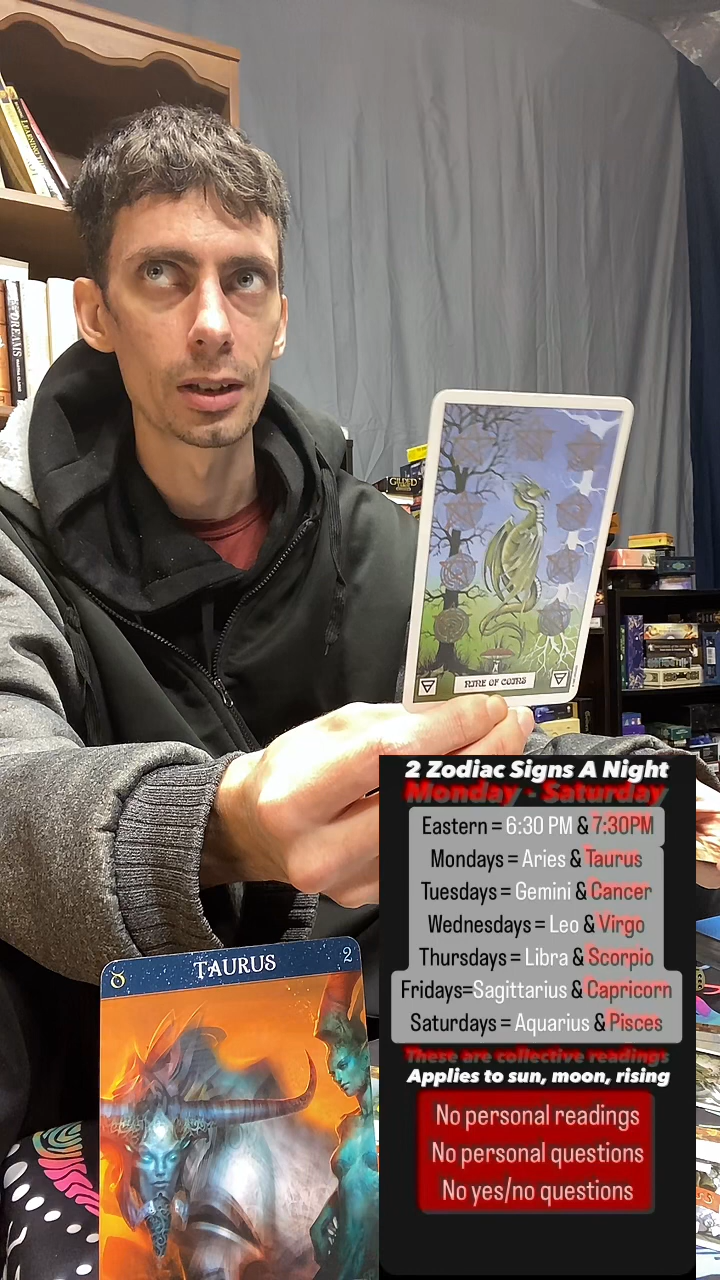 DREAMS
GILDED
NINE OF COINS
TAURUS
2
2 Zodiac Signs A Night
Monday - Saturday
Eastern = 6:30 PM & 7:30PM
Mondays = Aries & Taurus
Tuesdays = Gemini & Cancer
Wednesdays = Leo & Virgo
Thursdays = Libra & Scorpio
Fridays=Sagittarius & Capricorn
Saturdays = Aquarius & Pisces
These are collective readings
Applies to sun, moon, rising
No personal readings
No personal questions
No yes/no questions